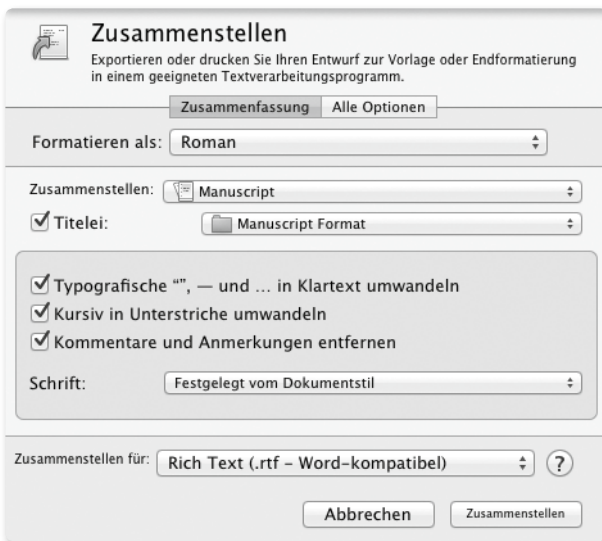 Zusammenstellen
Exportieren oder drucken Sie Ihren Entwurf zur Vorlage oder Endformatierung
in einem geeigneten Textverarbeitungsprogramm.
Zusammenfassung Alle Optionen
Formatieren als: Roman
Zusammenstellen: Manuscript
Titelei: Manuscript Format
Typografische “”, — und … in Klartext umwandeln
Kursiv in Unterstriche umwandeln
Kommentare und Anmerkungen entfernen
Schrift: Festgelegt vom Dokumentstil
Zusammenstellen für: Rich Text (.rtf – Word-kompatibel) ?
Abbrechen Zusammenstellen